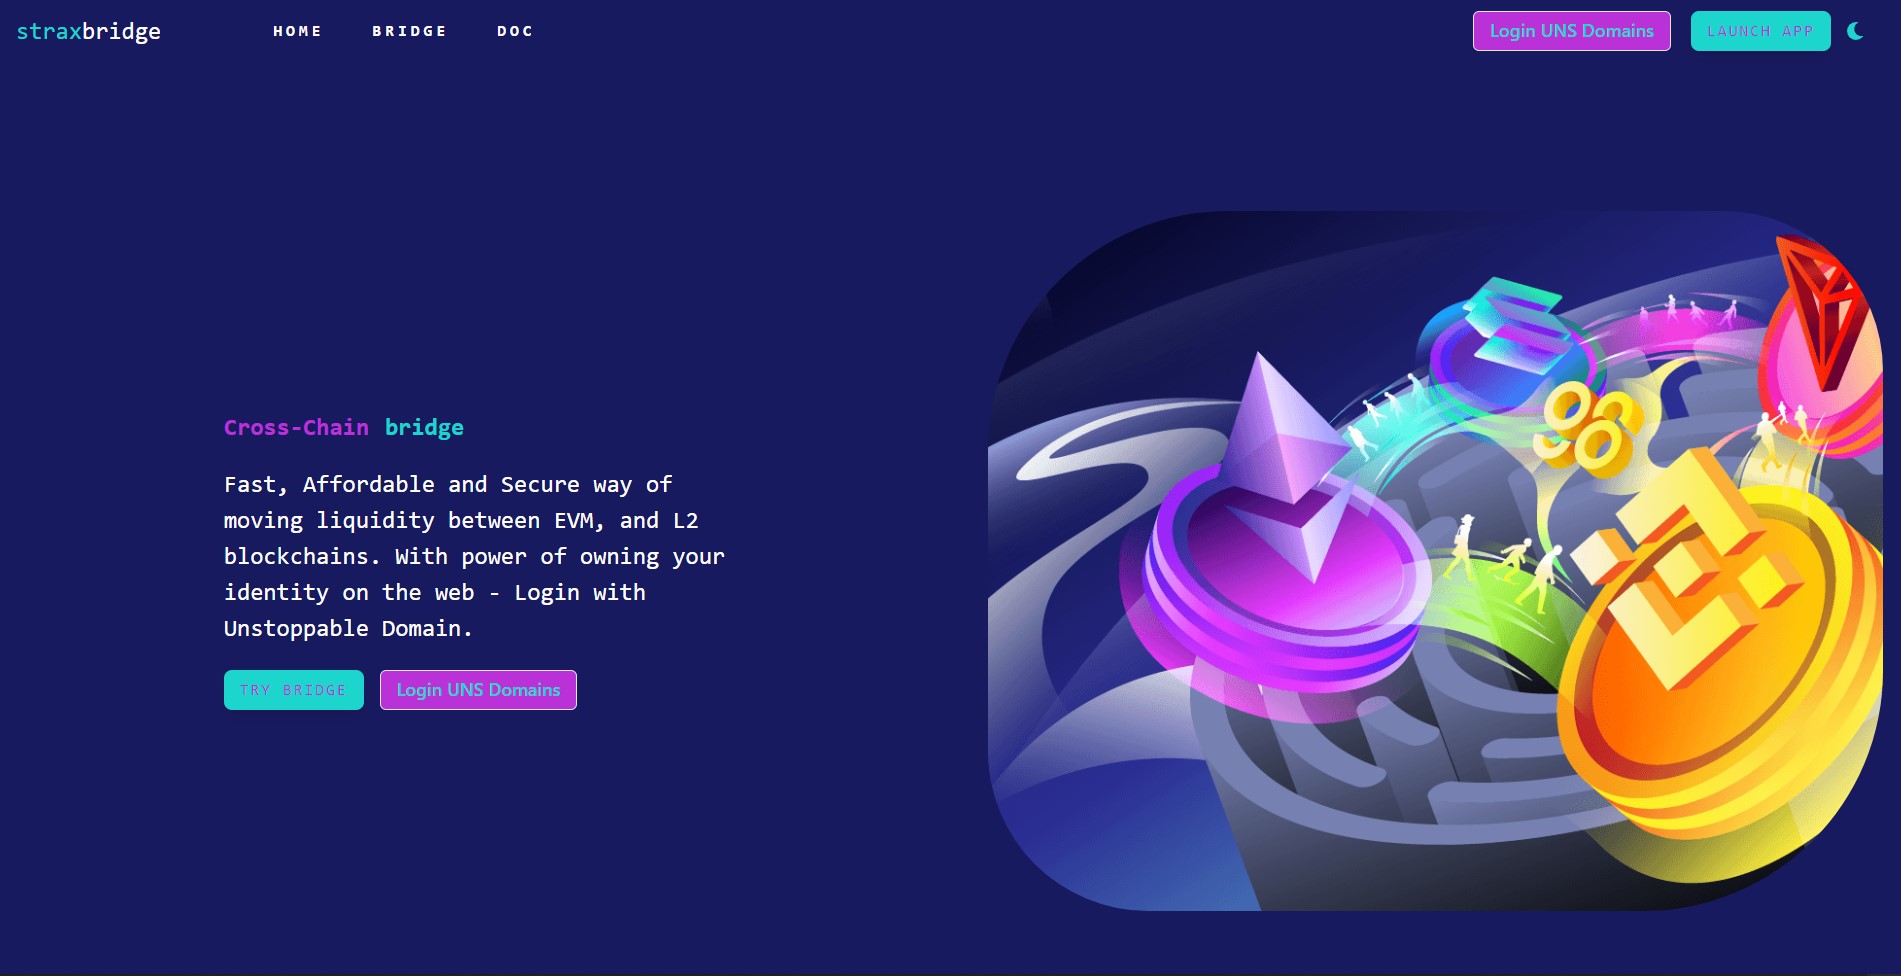 straxbridge
HOME BRIDGE DOC
Login UNS Domains
LAUNCH APP
Cross-Chain bridge
Fast, Affordable and Secure way of
moving liquidity between EVM, and L2
blockchains. With power of owning your
identity on the web - Login with
Unstoppable Domain.
TRY BRIDGE
Login UNS Domains
98